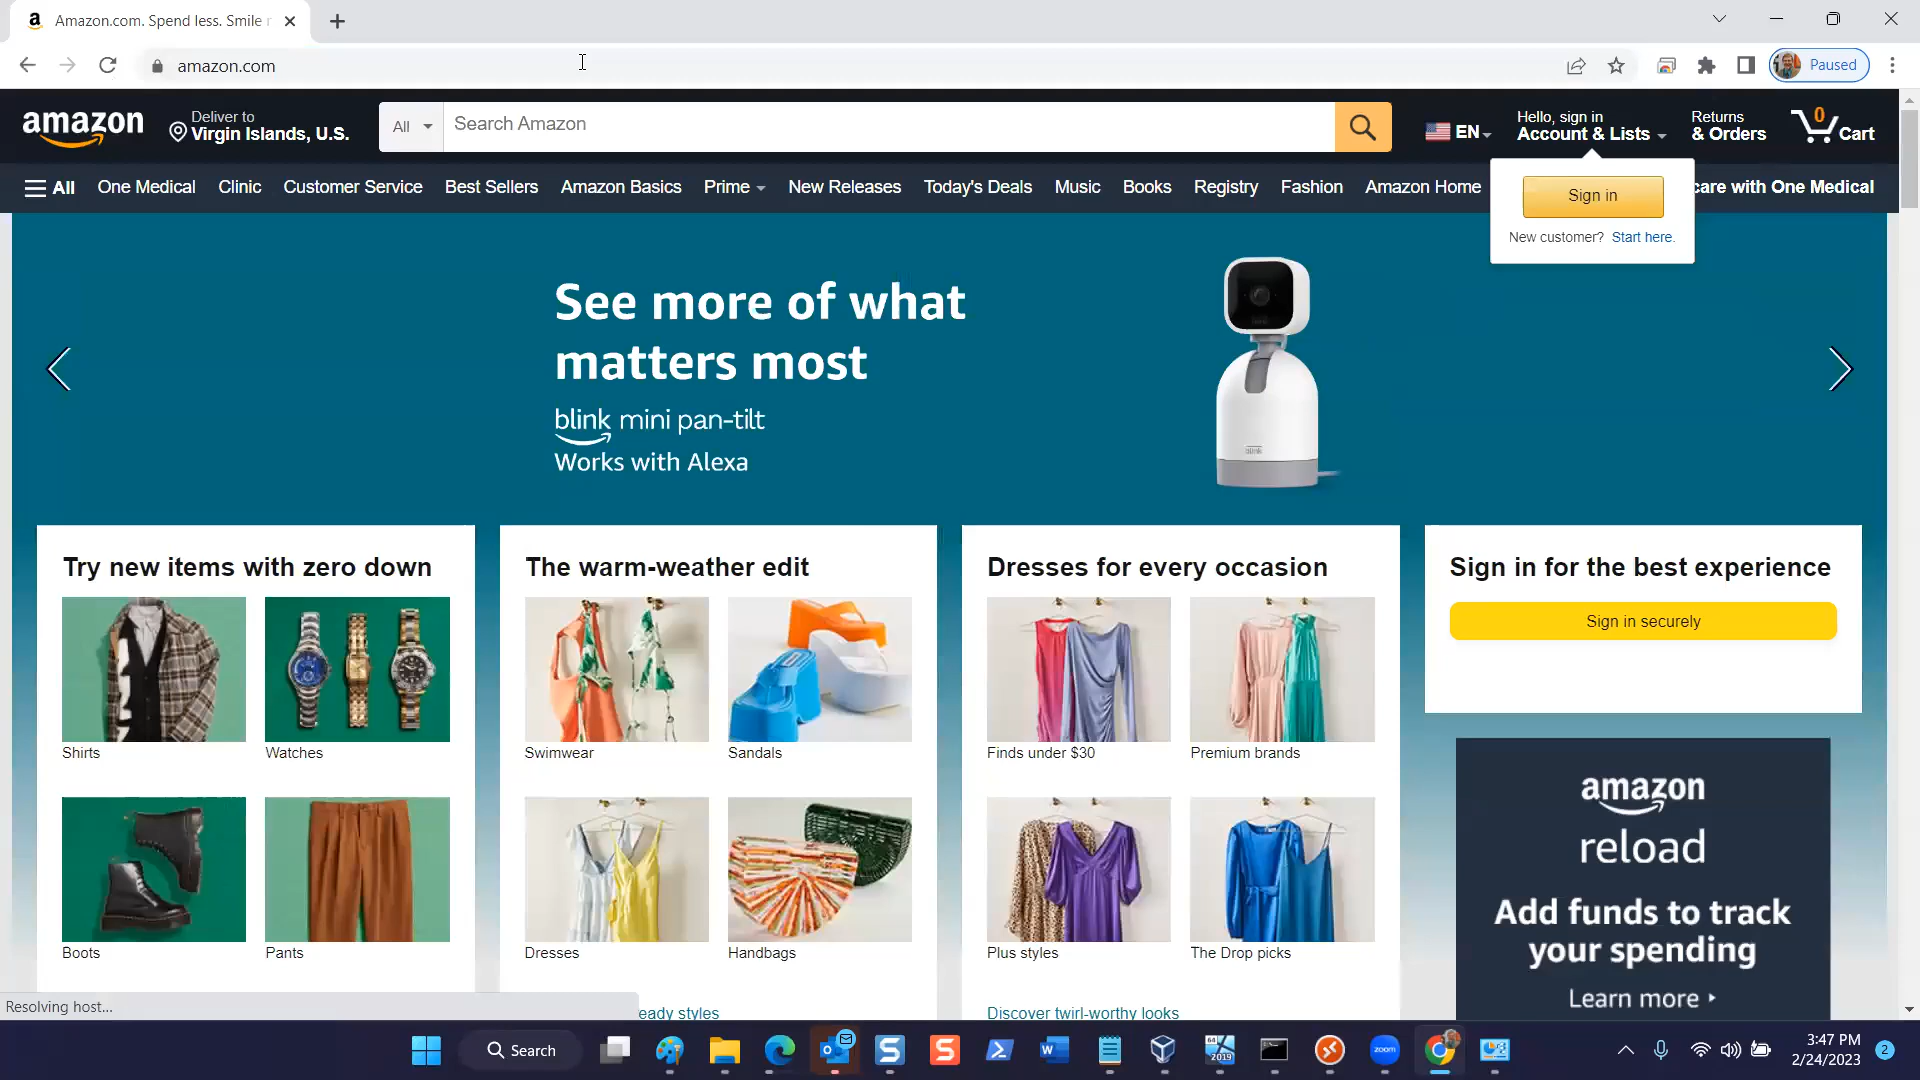 Amazon.com. Spend less. Smile
amazon.com
Paused
amazon
Deliver to
Virgin Islands, U.S.
All
Search Amazon
EN
Hello, sign in
Account & Lists
Returns
& Orders
0
Cart
All
One Medical
Clinic
Customer Service
Best Sellers
Amazon Basics
Prime
New Releases
Today's Deals
Music
Books
Registry
Fashion
Amazon Home
care with One Medical
Sign in
New customer? Start here.
See more of what
matters most
blink mini pan-tilt
Works with Alexa
blink
Try new items with zero down
Shirts
Watches
Boots
Pants
The warm-weather edit
Swimwear
Sandals
Dresses
Handbags
eady styles
Dresses for every occasion
Finds under $30
Premium brands
Plus styles
The Drop picks
Discover twirl-worthy looks
Sign in for the best experience
Sign in securely
amazon
reload
Add funds to track
your spending
Learn more
Resolving host...
Search
64
2019
zoom
3:47 PM
2/24/2023
2